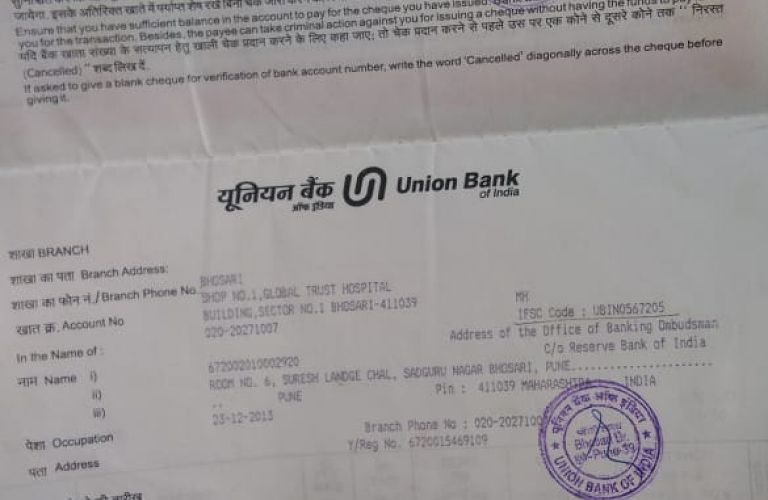 जायेगा. इसके अतिरिक्त खाते में पर्याप्त शेष रखे बिना चेक जारी करने
Ensure that you have sufficient balance in the account to pay for the cheque you have issued.
you for the transaction. Besides, the payee can take criminal action against you for issuing a cheque without having the funds to pay
यदि बैंक खाता संख्या के सत्यापन हेतु खाली चेक प्रदान करने के लिए कहा जाए; तो चेक प्रदान करने से पहले उस पर एक कोने से दूसरे कोने तक " निरस्त
(Cancelled) " शब्द लिख दें.
If asked to give a blank cheque for verification of bank account number, write the word 'Cancelled' diagonally across the cheque before
giving it.
यूनियन बैंक Union Bank
ऑफ इंडिया of India
शाखा BRANCH
शाखा का पता Branch Address: BHOSARI
शाखा का फोन नं./Branch Phone No. SHOP NO.1,GLOBAL TRUST HOSPITAL MH
खात क्र. Account No BUILDING,SECTOR NO.1 BHOSARI-411039 IFSC Code : UBIN0567205
020-20271007 Address of the Office of Banking Ombudsman
In the Name of : C/o Reserve Bank of India
नाम Name i) 672002010002920
ii) ROOM NO. 6, SURESH LANDGE CHAL, SADGURU NAGAR BHOSARI, PUNE......................
iii) .. PUNE Pin : 411039 MAHARASHTRA INDIA
23-12-2013
पेशा Occupation Branch Phone No : 020-2027100
पता Address Y/Reg No. 6720015469109
यूनियन बैंक ऑफ इंडिया
Bhosari Br.
Pune-39
UNION BANK OF INDIA